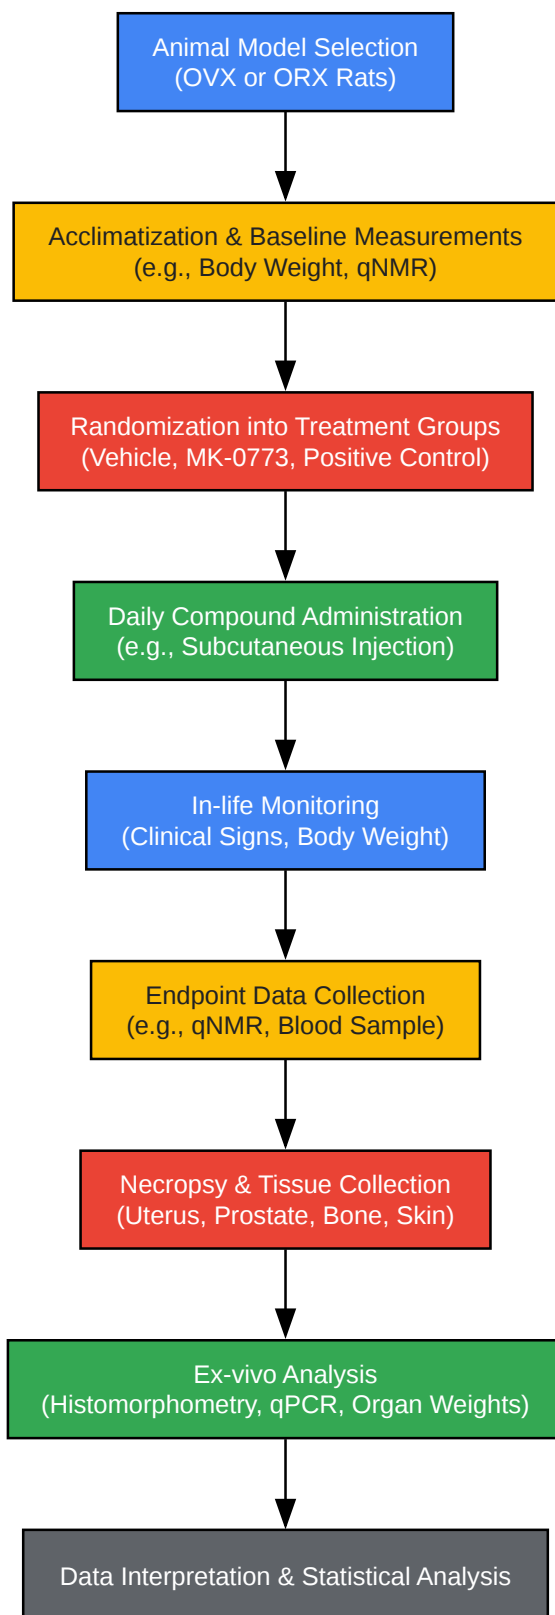 Animal Model Selection
(OVX or ORX Rats)
Acclimatization & Baseline Measurements
(e.g., Body Weight, qNMR)
Randomization into Treatment Groups
(Vehicle, MK-0773, Positive Control)
Daily Compound Administration
(e.g., Subcutaneous Injection)
In-life Monitoring
(Clinical Signs, Body Weight)
Endpoint Data Collection
(e.g., qNMR, Blood Sample)
Necropsy & Tissue Collection
(Uterus, Prostate, Bone, Skin)
Ex-vivo Analysis
(Histomorphometry, qPCR, Organ Weights)
Data Interpretation & Statistical Analysis